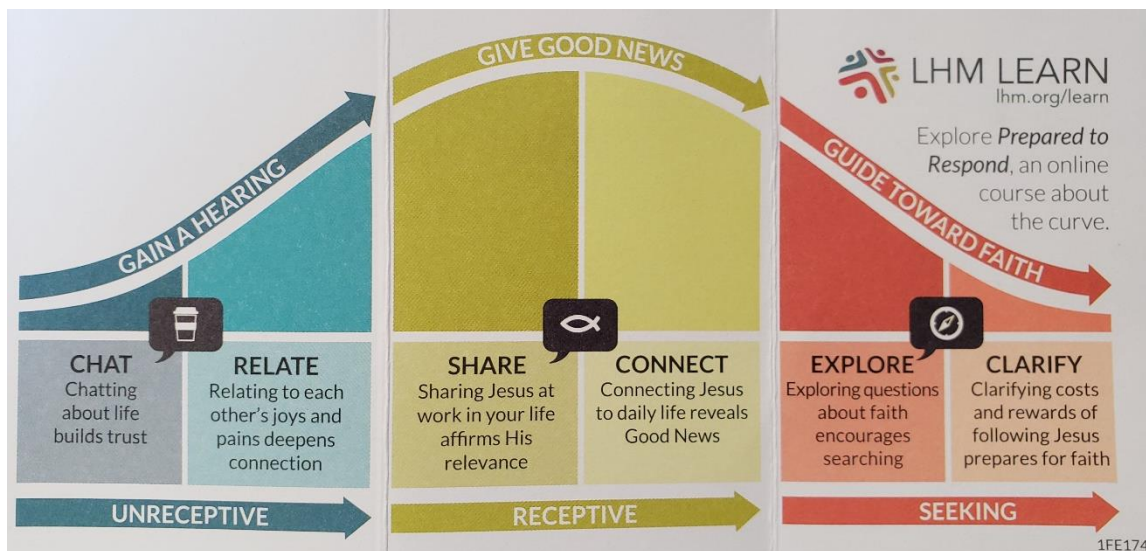 GAIN A HEARING
GIVE GOOD NEWS
GUIDE TOWARD FAITH
LHM LEARN
lhm.org/learn
Explore Prepared to
Respond, an online
course about
the curve.
CHAT
Chatting
about life
builds trust
RELATE
Relating to each
other's joys and
pains deepens
connection
SHARE
Sharing Jesus at
work in your life
affirms His
relevance
CONNECT
Connecting Jesus
to daily life reveals
Good News
EXPLORE
Exploring questions
about faith
encourages
searching
CLARIFY
Clarifying costs
and rewards of
following Jesus
prepares for faith
UNRECEPTIVE
RECEPTIVE
SEEKING